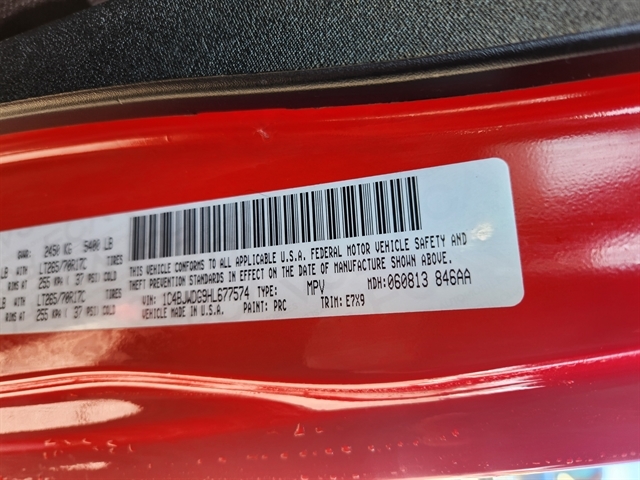 GVWR: 2450 KG 5400 LB
LB WITH LT265/70R17C TIRES
RIMS AT 255 KPA ( 37 PSI) COLD
LB WITH LT265/70R17C TIRES
RIMS AT 255 KPA ( 37 PSI) COLD
THIS VEHICLE CONFORMS TO ALL APPLICABLE U.S.A. FEDERAL MOTOR VEHICLE SAFETY AND
THEFT PREVENTION STANDARDS IN EFFECT ON THE DATE OF MANUFACTURE SHOWN ABOVE.
VIN: 1C4BJWDG9HL677574 TYPE: MPV MDH:060813 846AA
VEHICLE MADE IN U.S.A. PAINT: PRC TRIM: E7X9